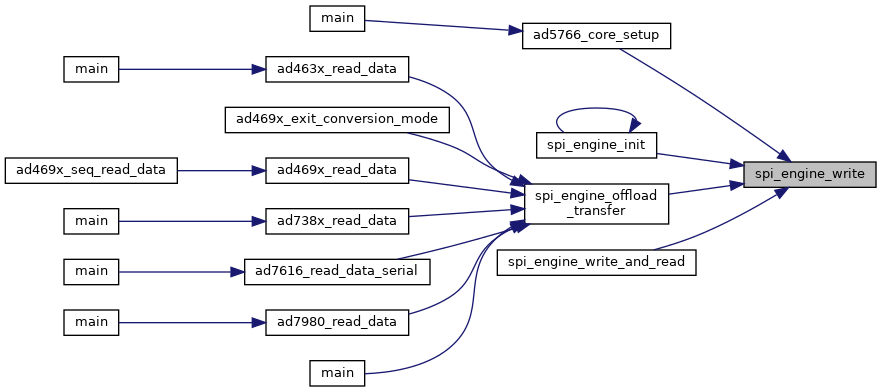 main
ad5766_core_setup
main
ad463x_read_data
ad469x_exit_conversion_mode
spi_engine_init
ad469x_seq_read_data
ad469x_read_data
spi_engine_write
spi_engine_offload
_transfer
main
ad738x_read_data
spi_engine_write_and_read
main
ad7616_read_data_serial
main
ad7980_read_data
main